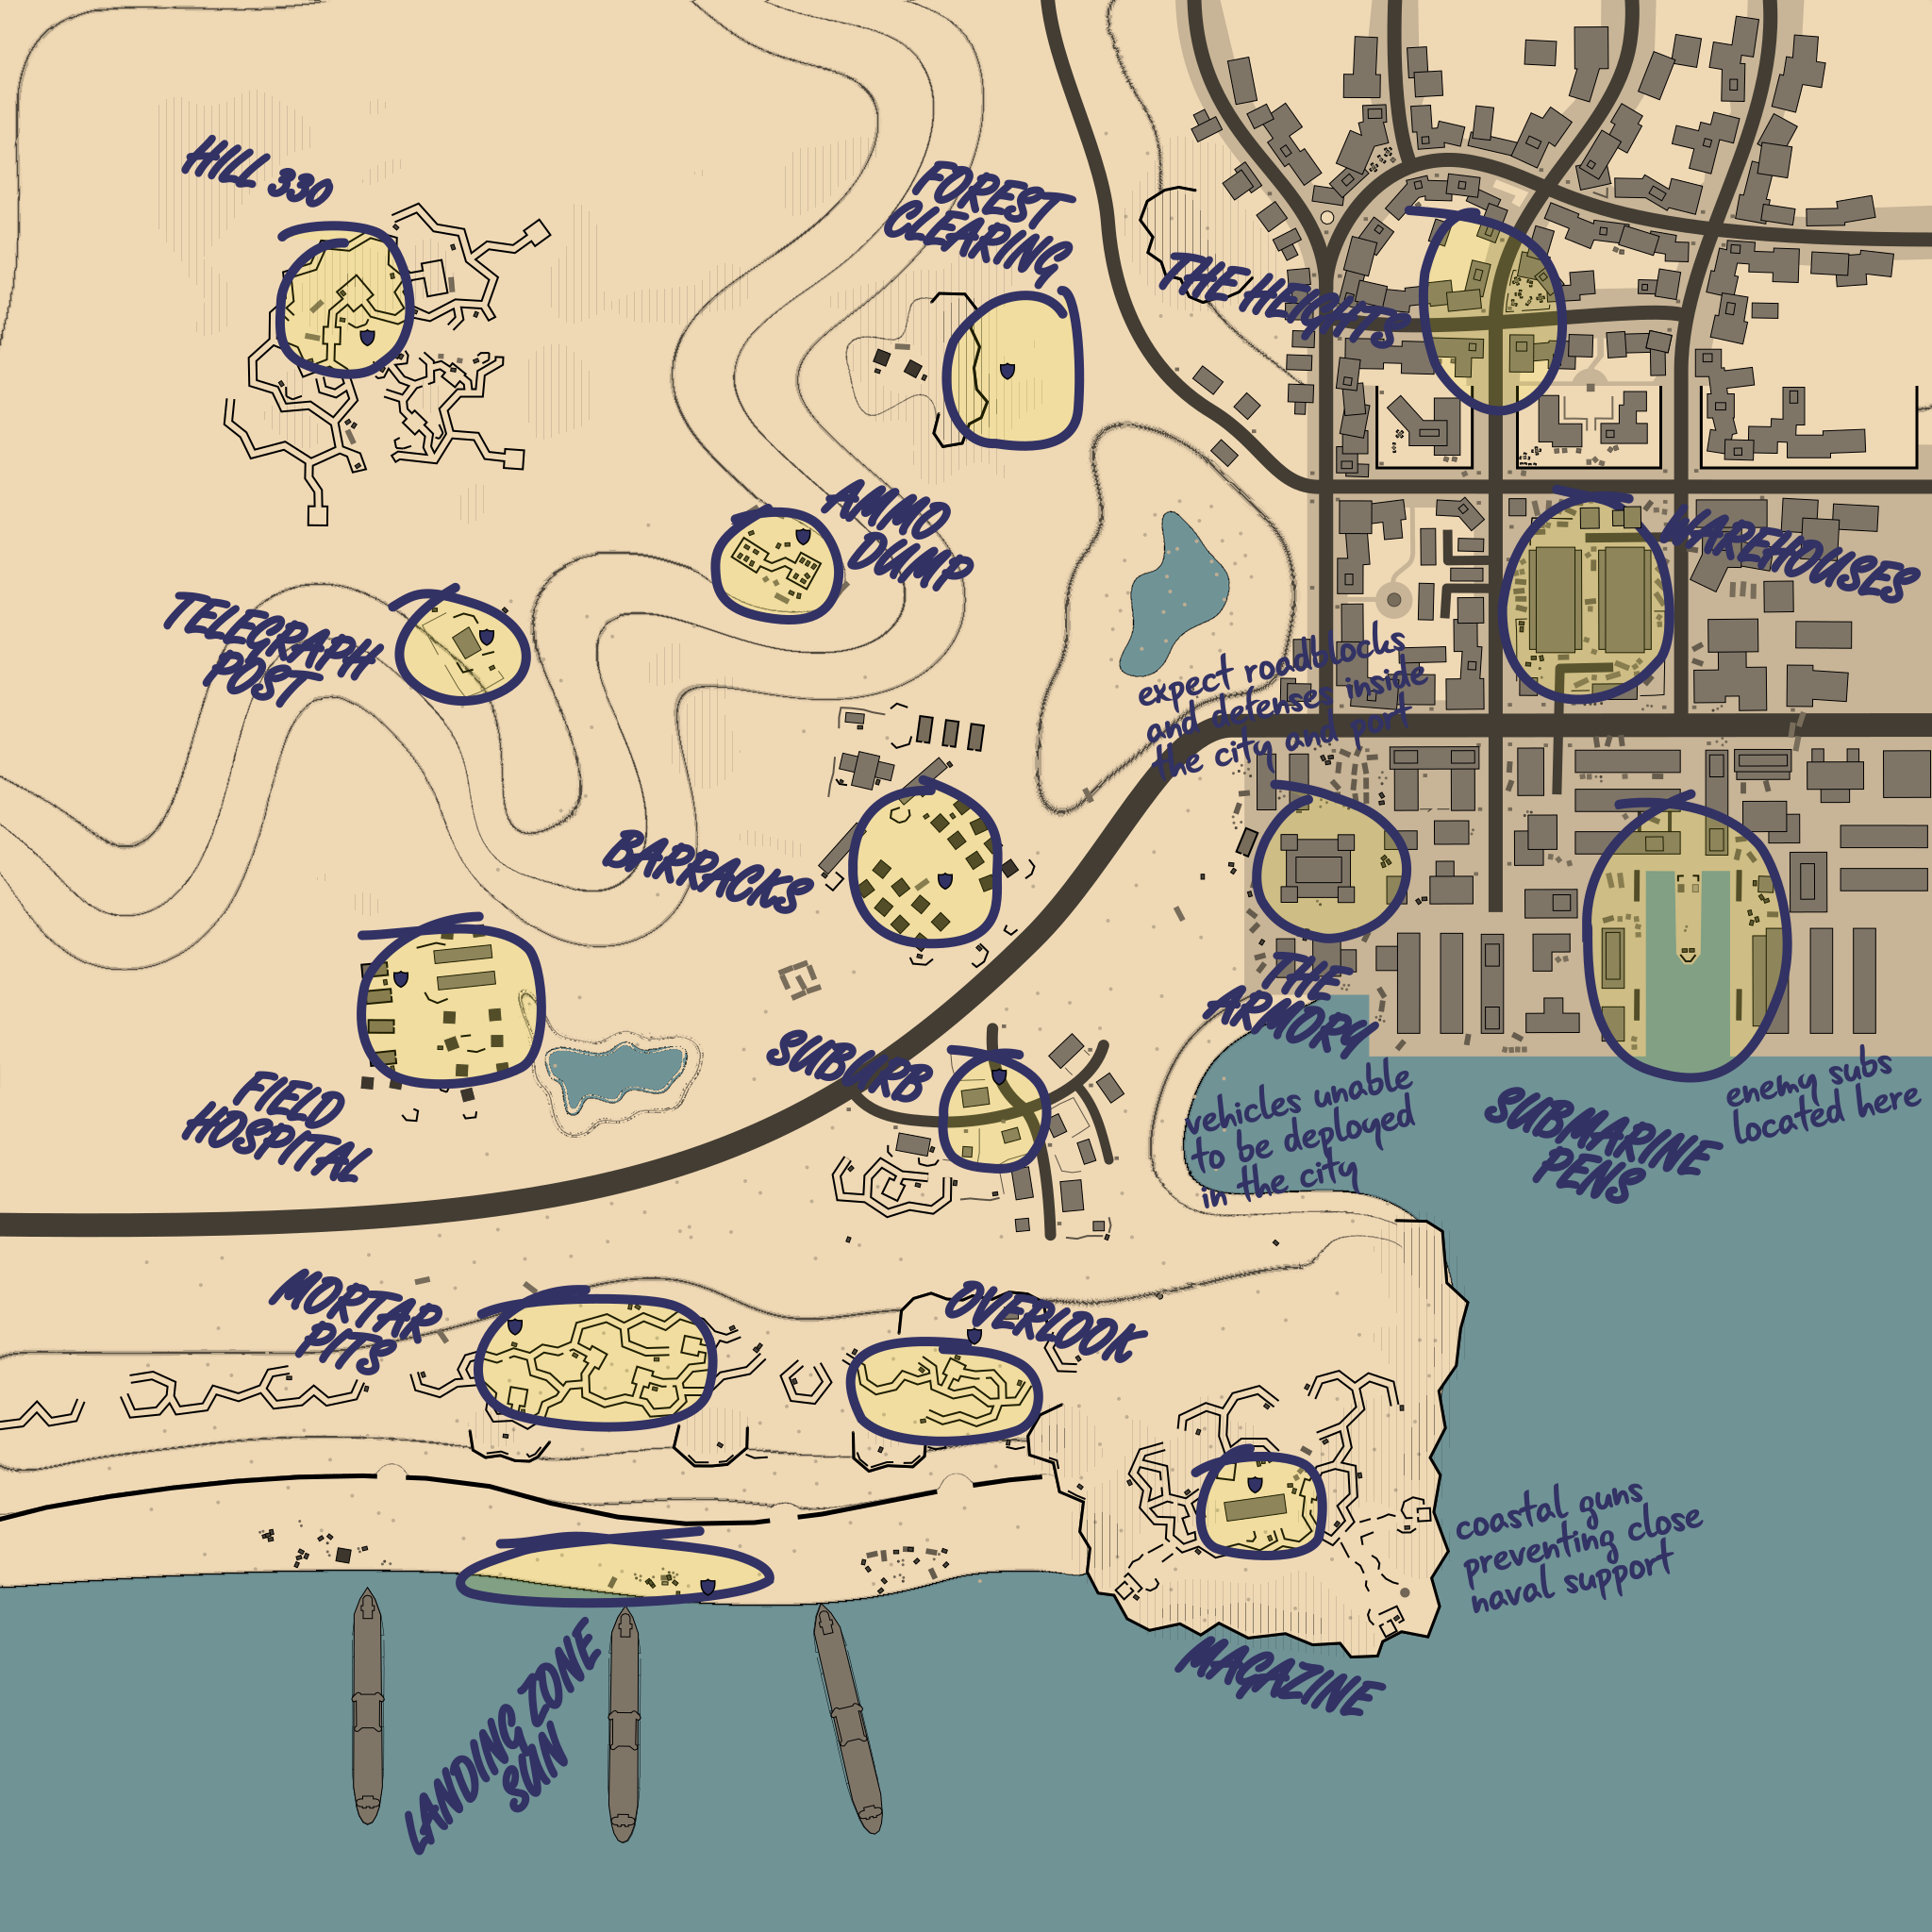 HILL 330
FOREST
CLEARING
THE HEIGHTS
AMMO
DUMP
WAREHOUSES
TELEGRAPH
POST
expect roadblocks
and defenses inside
the city and port
BARRACKS
THE
ARMORY
SUBURB
FIELD
HOSPITAL
vehicles unable
to be deployed
in the city
SUBMARINE
PENS
enemy subs
located here
MORTAR
PITS
OVERLOOK
coastal guns
preventing close
naval support
MAGAZINE
LANDING ZONE
SUN